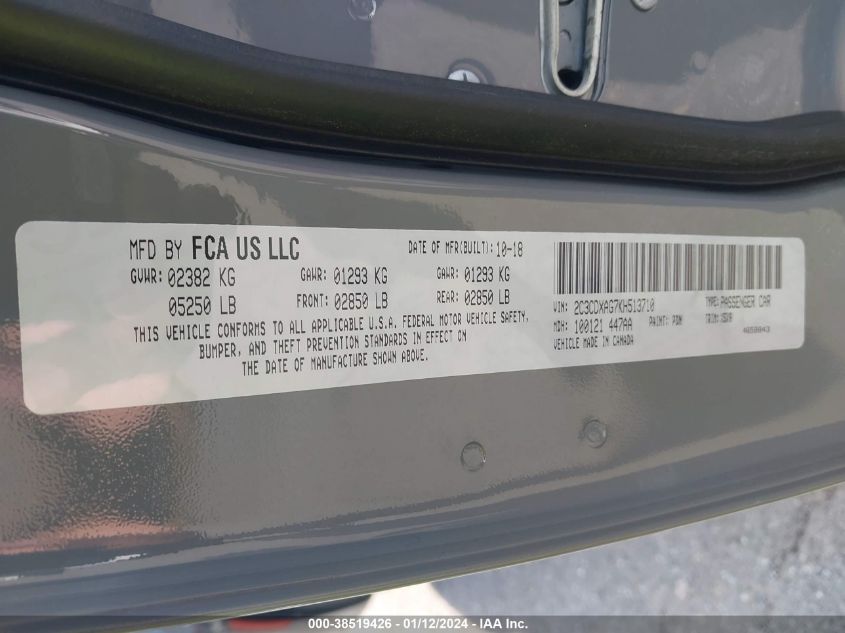 MFD BY FCA US LLC
DATE OF MFR(BUILT): 10-18
GVWR: 02382 KG
GAWR: 01293 KG
GAWR: 01293 KG
05250 LB
FRONT: 02850 LB
REAR: 02850 LB
THIS VEHICLE CONFORMS TO ALL APPLICABLE U.S.A. FEDERAL MOTOR VEHICLE SAFETY,
BUMPER, AND THEFT PREVENTION STANDARDS IN EFFECT ON
THE DATE OF MANUFACTURE SHOWN ABOVE.
VIN: 2C3CDXAG7KH513710
TYPE: PASSENGER CAR
MDH: 100121 447AA
PAINT: PDN
TRIM:
VEHICLE MADE IN CANADA
000-38519426 - 01/12/2024 - IAA Inc.